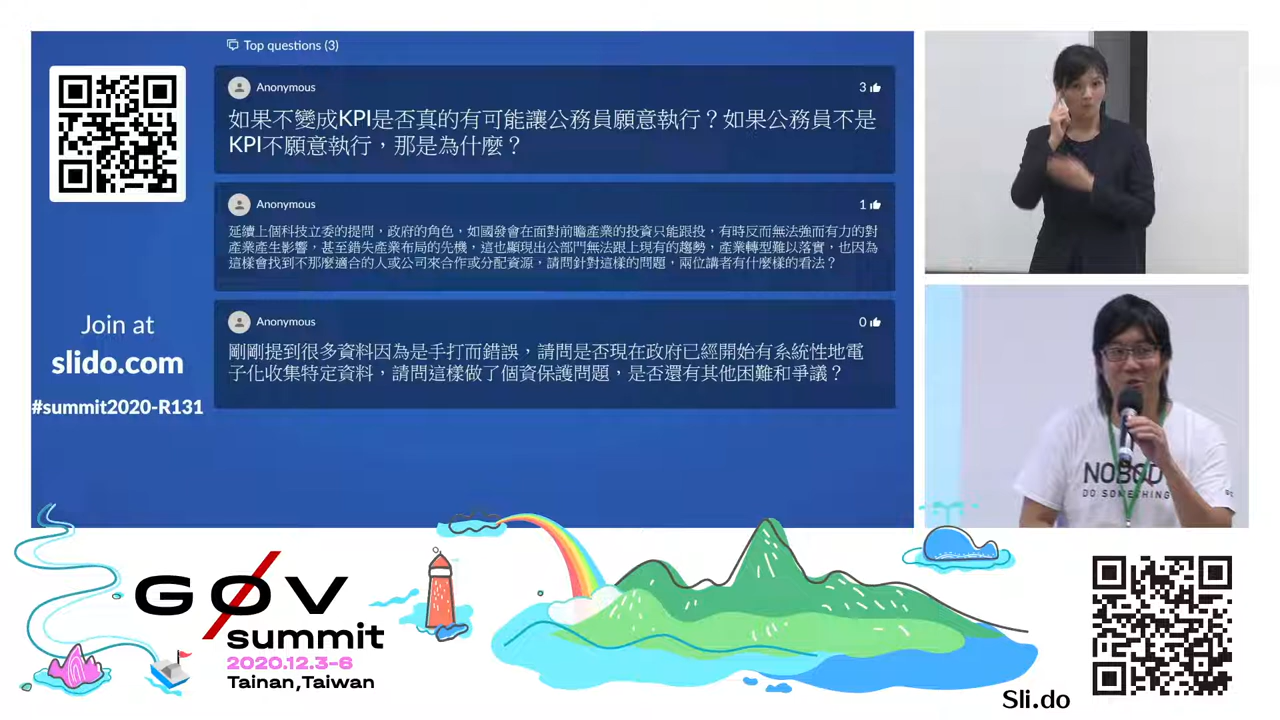 Top questions (3)
Anonymous
3
如果不變成KPI是否真的有可能讓公務員願意執行？如果公務員不是
KPI不願意執行，那是為什麼？
Anonymous
1
延續上個科技立委的提問，政府的角色，如國發會在面對前瞻產業的投資只能跟投，有時反而無法強而有力的對
產業產生影響，甚至錯失產業布局的先機，這也顯現出公部門無法跟上現有的趨勢，產業轉型難以落實，也因為
這樣會找到不那麼適合的人或公司來合作或分配資源，請問針對這樣的問題，兩位講者有什麼樣的看法？
Anonymous
0
剛剛提到很多資料因為是手打而錯誤，請問是否現在政府已經開始有系統性地電
子化收集特定資料，請問這樣做了個資保護問題，是否還有其他困難和爭議？
Join at
slido.com
#summit2020-R131
NOBODY
DO SOMETHING
GØV
summit
2020.12.3-6
Tainan,Taiwan
Sli.do